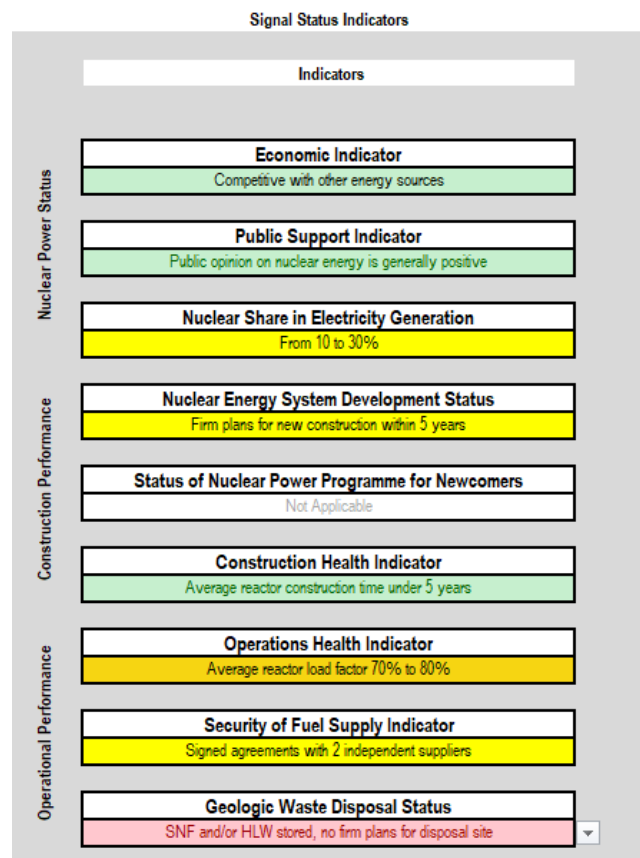 Signal Status Indicators
Indicators
Nuclear Power Status
Economic Indicator
Competitive with other energy sources
Public Support Indicator
Public opinion on nuclear energy is generally positive
Nuclear Share in Electricity Generation
From 10 to 30%
Construction Performance
Nuclear Energy System Development Status
Firm plans for new construction within 5 years
Status of Nuclear Power Programme for Newcomers
Not Applicable
Construction Health Indicator
Average reactor construction time under 5 years
Operational Performance
Operations Health Indicator
Average reactor load factor 70% to 80%
Security of Fuel Supply Indicator
Signed agreements with 2 independent suppliers
Geologic Waste Disposal Status
SNF and/or HLW stored, no firm plans for disposal site